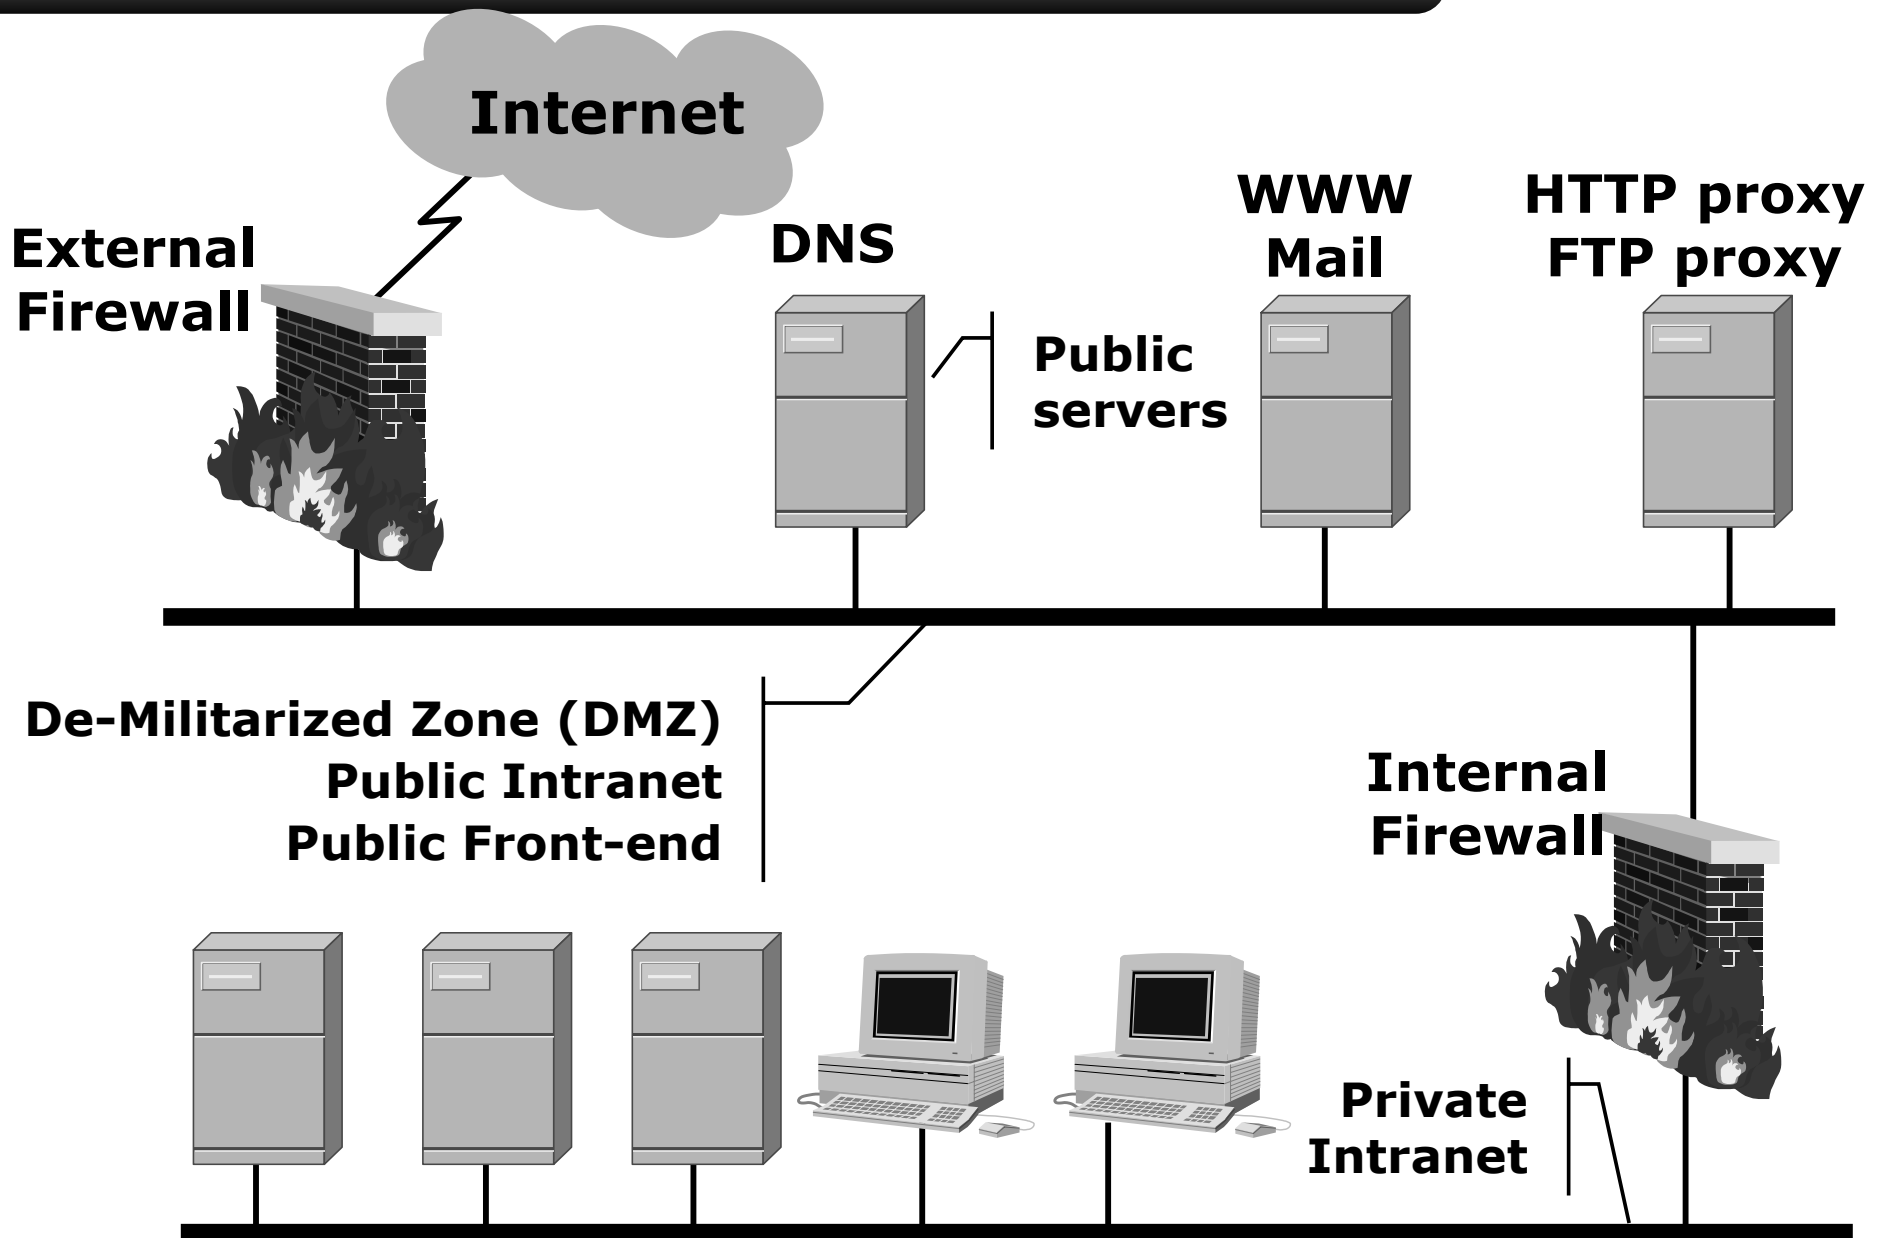 Internet
External
Firewall
DNS
WWW
Mail
HTTP proxy
FTP proxy
Public
servers
De-Militarized Zone (DMZ)
Public Intranet
Public Front-end
Internal
Firewall
Private
Intranet